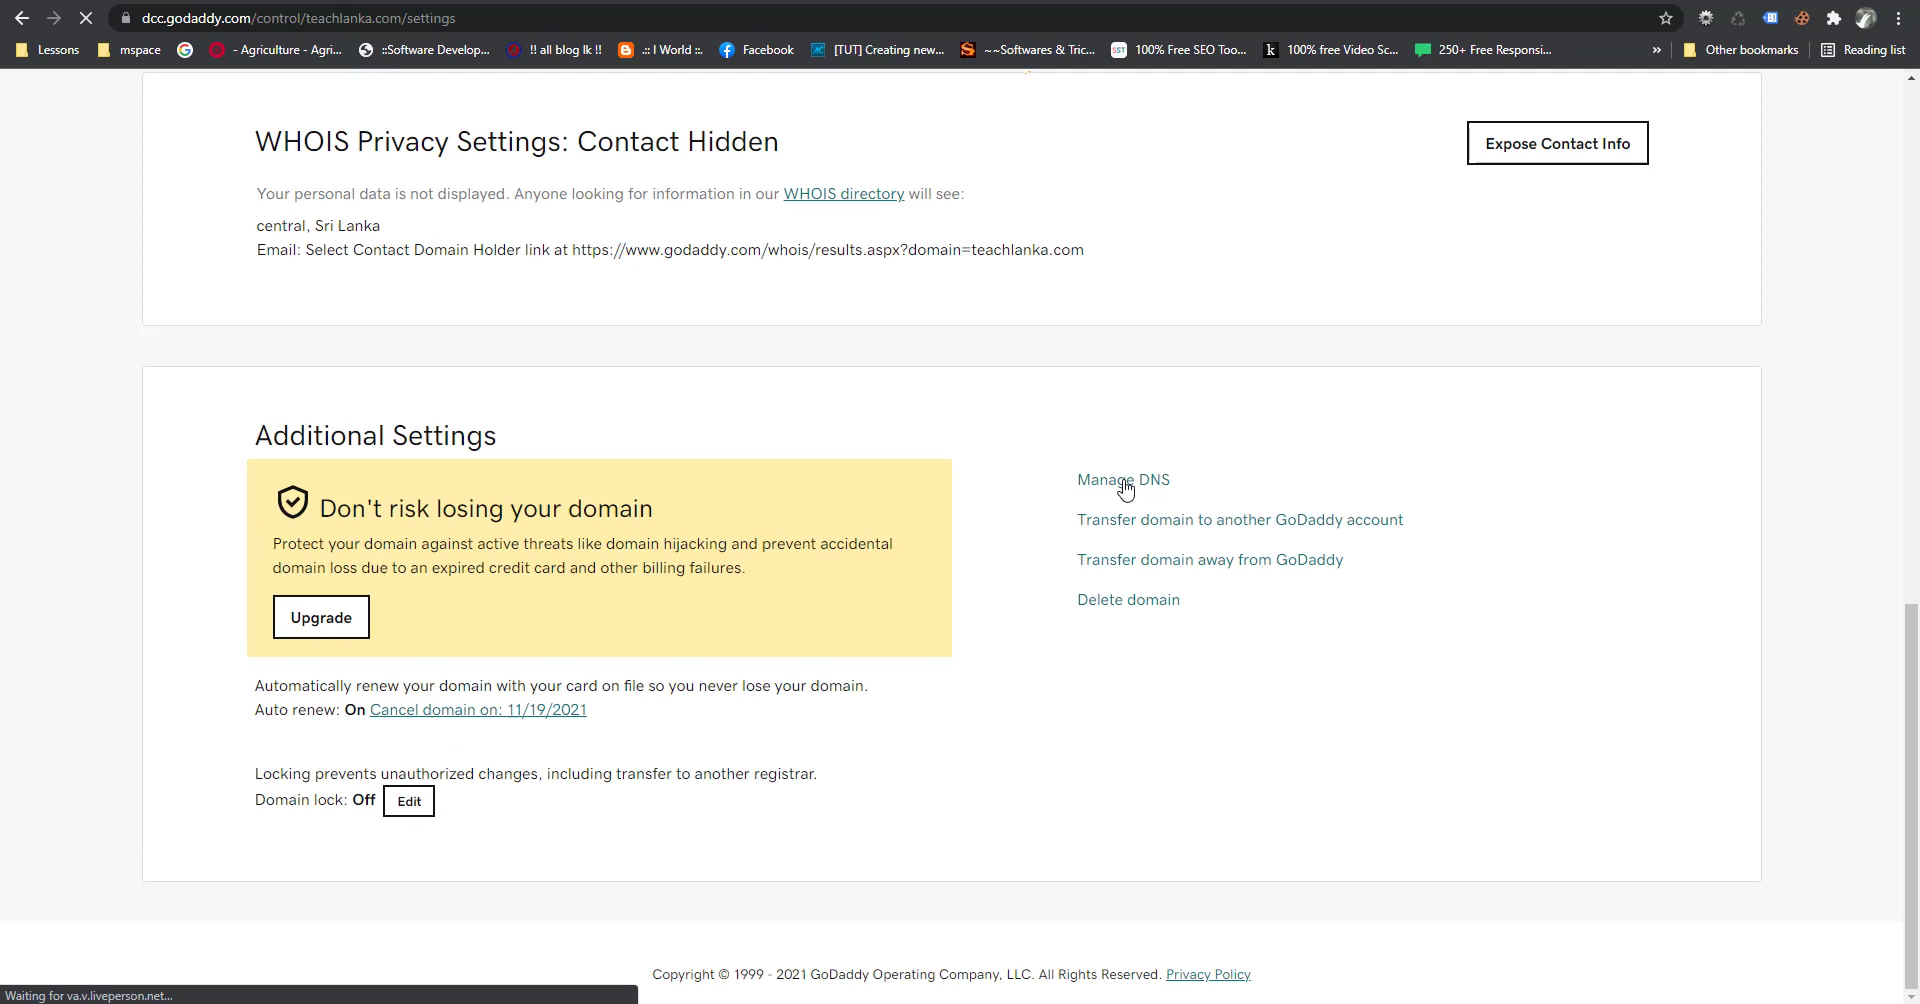 dcc.godaddy.com/control/teachlanka.com/settings
Lessons
mspace
- Agriculture - Agri...
::Software Develop...
!! all blog lk !!
.:: I World ::.
Facebook
[TUT] Creating new...
~~Softwares & Tric...
SST
100% Free SEO Too...
k
100% free Video Sc...
250+ Free Responsi...
»
Other bookmarks
Reading list
WHOIS Privacy Settings: Contact Hidden
Expose Contact Info
Your personal data is not displayed. Anyone looking for information in our WHOIS directory will see:
central, Sri Lanka
Email: Select Contact Domain Holder link at https://www.godaddy.com/whois/results.aspx?domain=teachlanka.com
Additional Settings
Don't risk losing your domain
Protect your domain against active threats like domain hijacking and prevent accidental
domain loss due to an expired credit card and other billing failures.
Upgrade
Manage DNS
Transfer domain to another GoDaddy account
Transfer domain away from GoDaddy
Delete domain
Automatically renew your domain with your card on file so you never lose your domain.
Auto renew: On Cancel domain on: 11/19/2021
Locking prevents unauthorized changes, including transfer to another registrar.
Domain lock: Off Edit
Copyright © 1999 - 2021 GoDaddy Operating Company, LLC. All Rights Reserved. Privacy Policy
Waiting for va.v.liveperson.net...